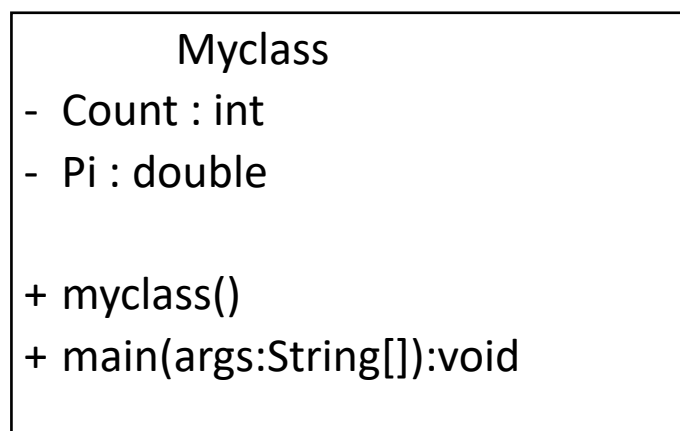 Myclass
- Count : int
- Pi : double
+ myclass()
+ main(args:String[]):void